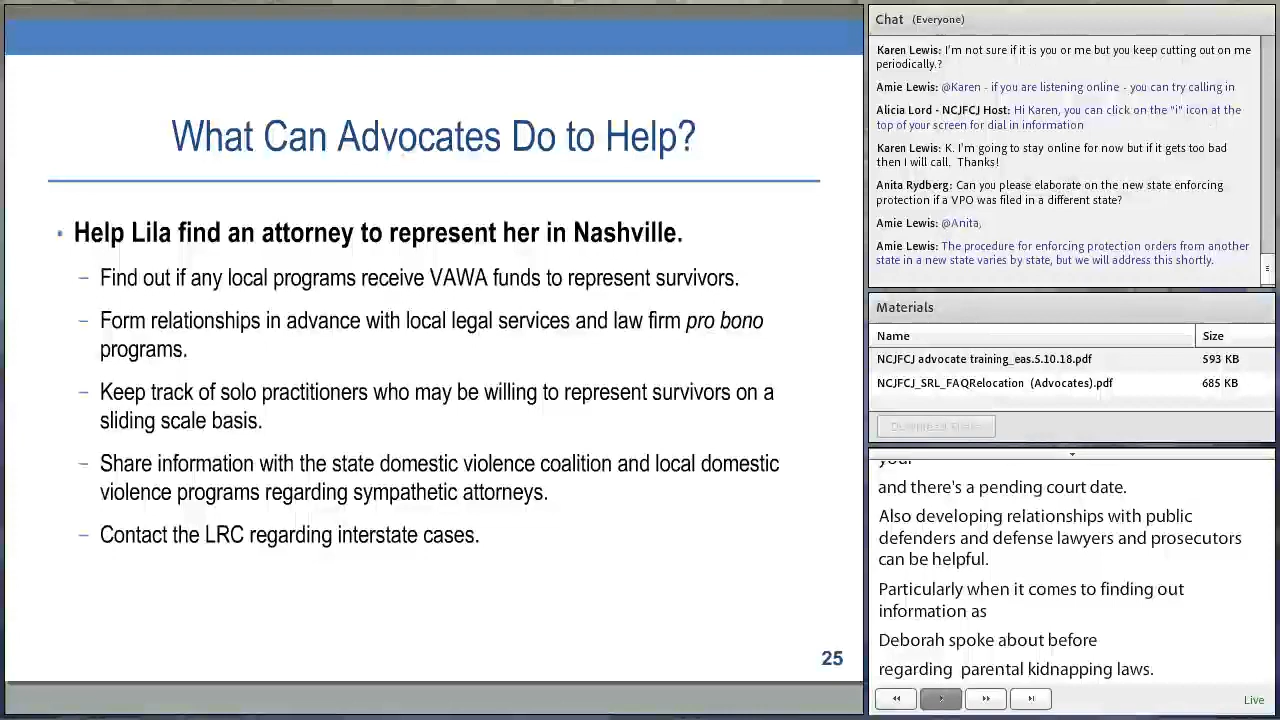 What Can Advocates Do to Help?
• Help Lila find an attorney to represent her in Nashville.
– Find out if any local programs receive VAWA funds to represent survivors.
– Form relationships in advance with local legal services and law firm pro bono
programs.
– Keep track of solo practitioners who may be willing to represent survivors on a
sliding scale basis.
– Share information with the state domestic violence coalition and local domestic
violence programs regarding sympathetic attorneys.
– Contact the LRC regarding interstate cases.
25
Chat (Everyone)
Karen Lewis: I'm not sure if it is you or me but you keep cutting out on me
periodically.?
Amie Lewis: @Karen - if you are listening online - you can try calling in
Alicia Lord - NCJFCJ Host: Hi Karen, you can click on the "i" icon at the
top of your screen for dial in information
Karen Lewis: K. I'm going to stay online for now but if it gets too bad
then I will call. Thanks!
Anita Rydberg: Can you please elaborate on the new state enforcing
protection if a VPO was filed in a different state?
Amie Lewis: @Anita,
Amie Lewis: The procedure for enforcing protection orders from another
state in a new state varies by state, but we will address this shortly.
Materials
Name Size
NCJFCJ advocate training_eas.5.10.18.pdf 593 KB
NCJFCJ_SRL_FAQRelocation (Advocates).pdf 685 KB
your
and there's a pending court date.
Also developing relationships with public
defenders and defense lawyers and prosecutors
can be helpful.
Particularly when it comes to finding out
information as
Deborah spoke about before
regarding parental kidnapping laws.
Live